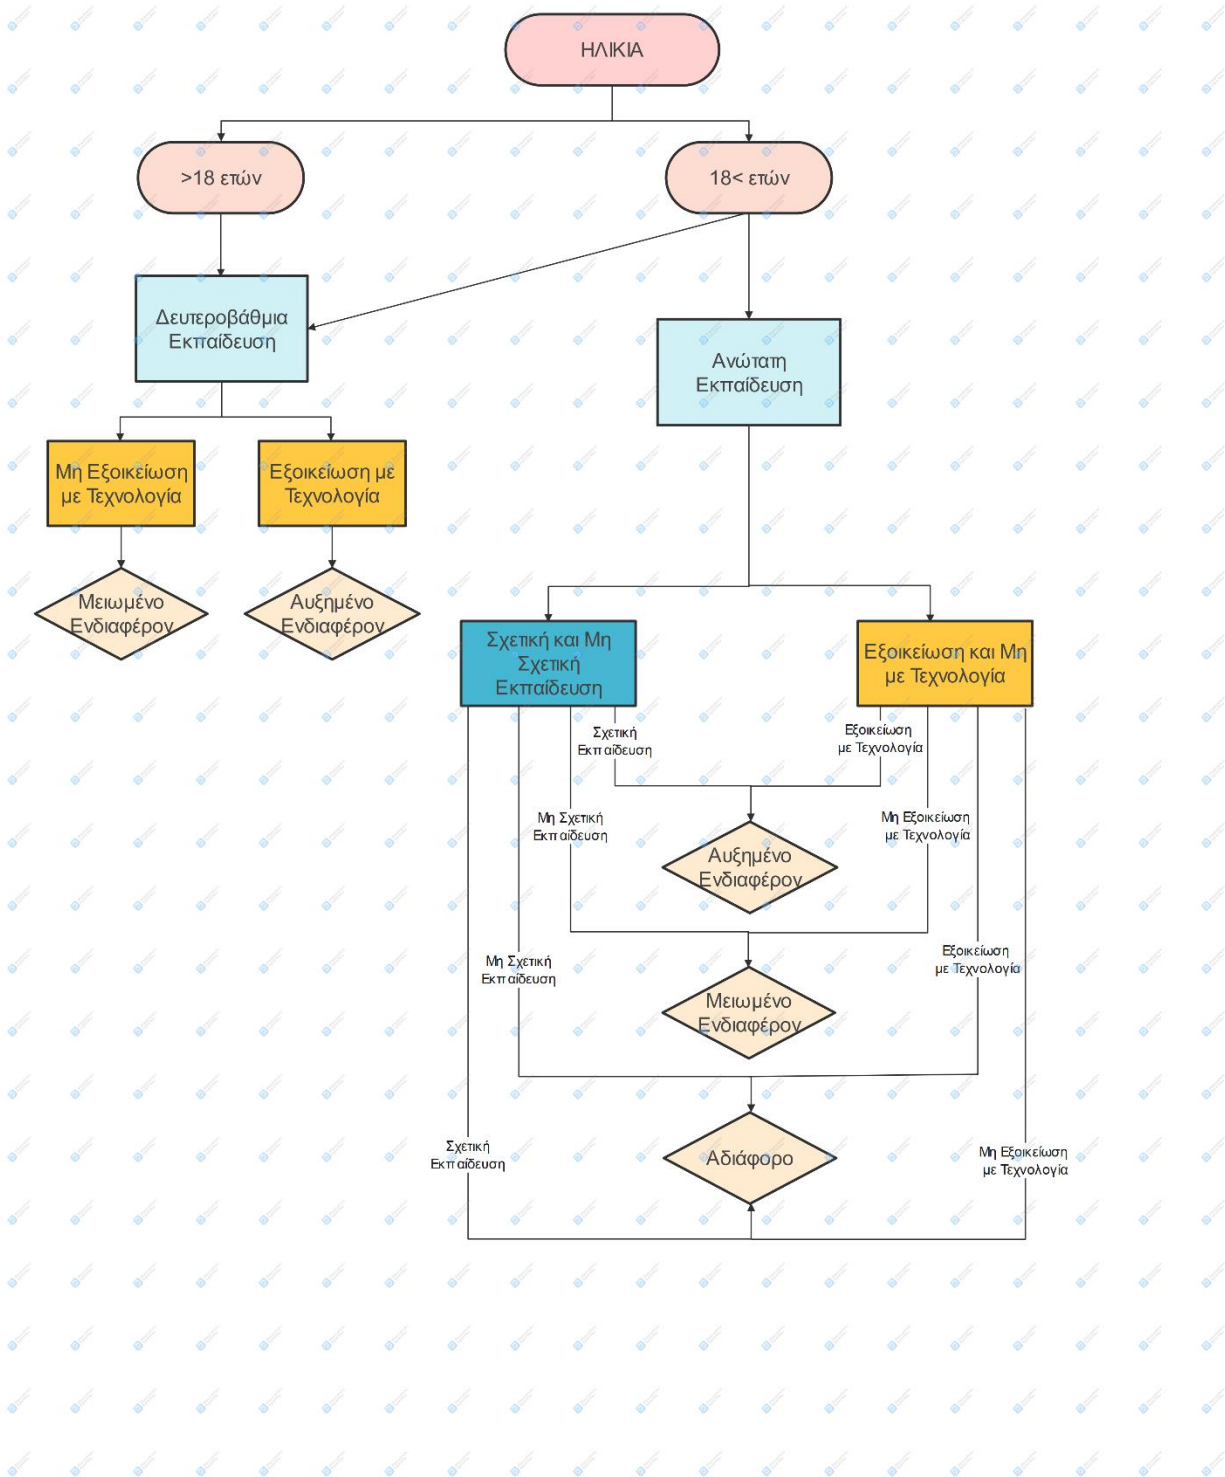 ΗΛΙΚΙΑ
>18 ετών
18< ετών
Δευτεροβάθμια
Εκπαίδευση
Ανώτατη
Εκπαίδευση
Μη Εξοικείωση
με Τεχνολογία
Εξοικείωση με
Τεχνολογία
Μειωμένο
Ενδιαφέρον
Αυξημένο
Ενδιαφέρον
Σχετική και Μη
Σχετική
Εκπαίδευση
Εξοικείωση και Μη
με Τεχνολογία
Σχετική
Εκπαίδευση
Εξοικείωση
με Τεχνολογία
Μη Σχετική
Εκπαίδευση
Μη Εξοικείωση
με Τεχνολογία
Αυξημένο
Ενδιαφέρον
Μη Σχετική
Εκπαίδευση
Εξοικείωση
με Τεχνολογία
Μειωμένο
Ενδιαφέρον
Σχετική
Εκπαίδευση
Αδιάφορο
Μη Εξοικείωση
με Τεχνολογία